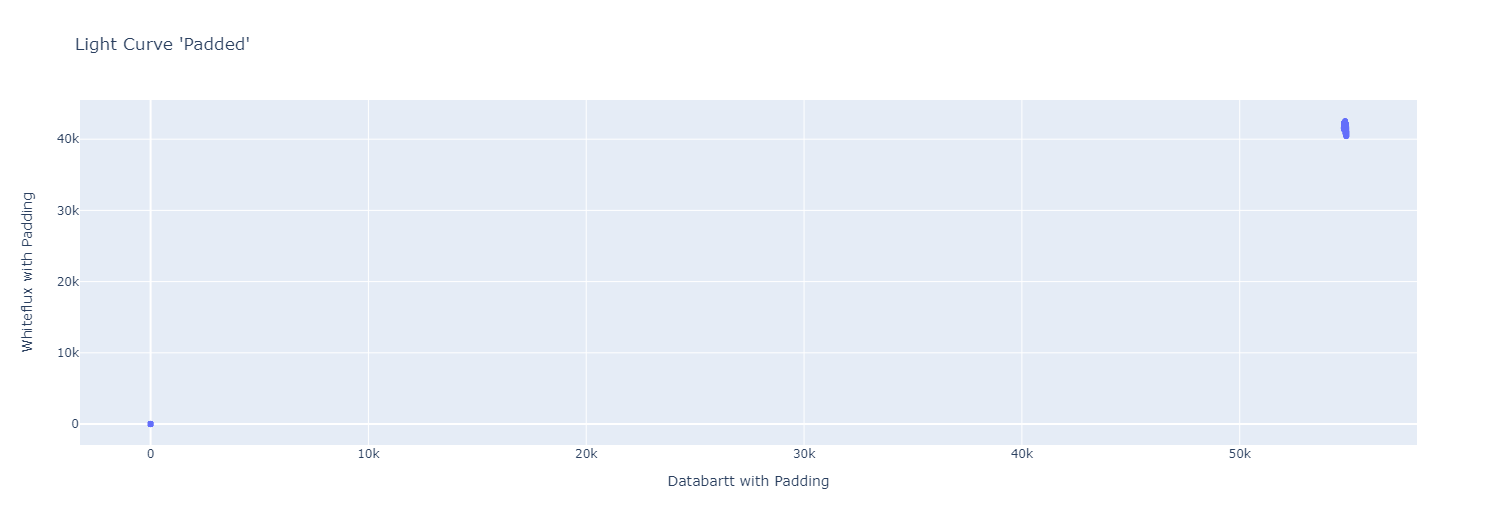 Light Curve 'Padded'
Whiteflux with Padding
40k
30k
20k
10k
0
0
10k
20k
30k
40k
50k
Databartt with Padding